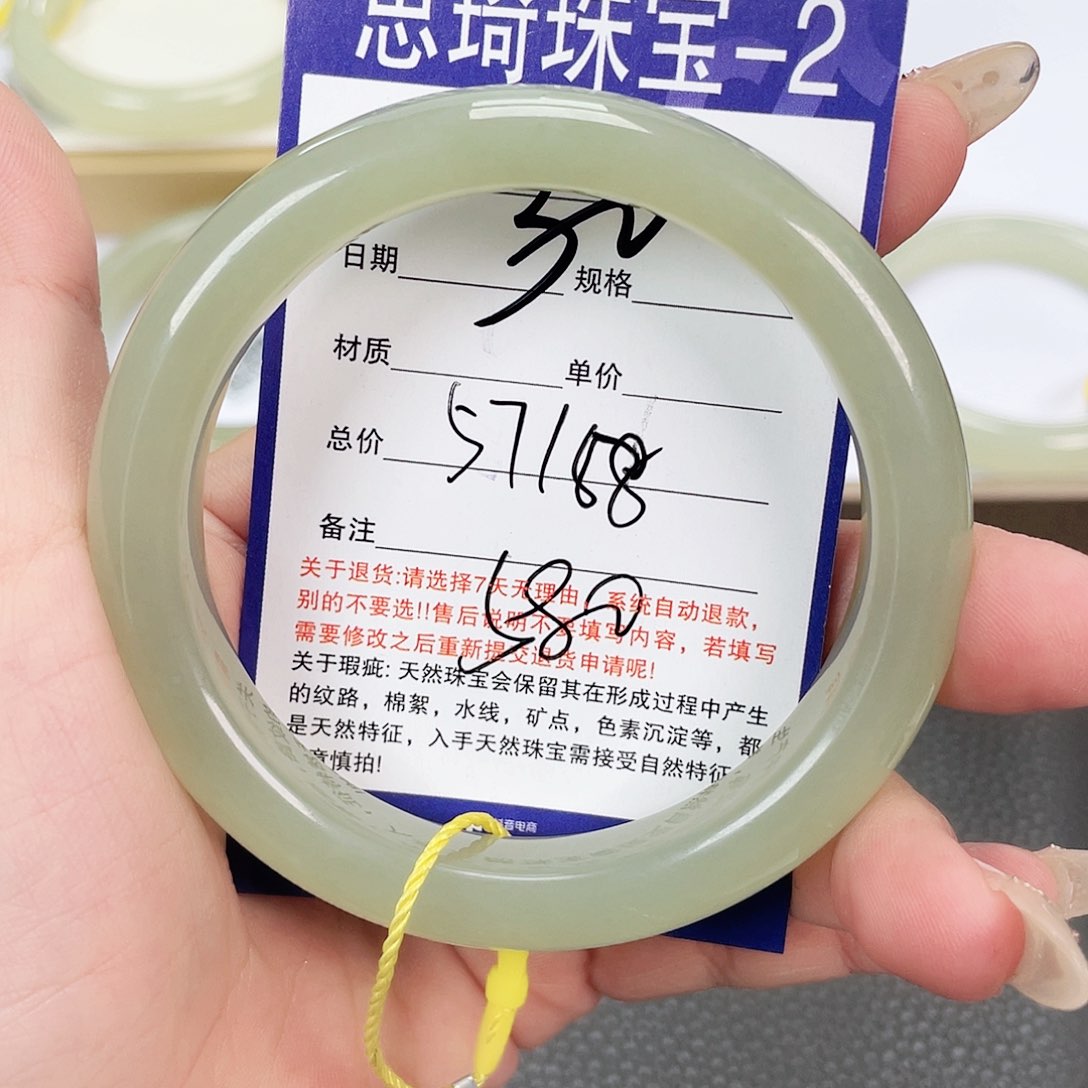 思琦珠宝-2
日期 规格
材质 单价
总价 57/68
备注
580
关于退货:请选择7天无理由，系统自动退款，
别的不要选!!售后说明不要填写内容，若填写
需要修改之后重新提交退货申请呢!
关于瑕疵: 天然珠宝会保留其在形成过程中产生
的纹路，棉絮，水线，矿点，色素沉淀等，都
是天然特征，入手天然珠宝需接受自然特征
慎拍!
抖音电商